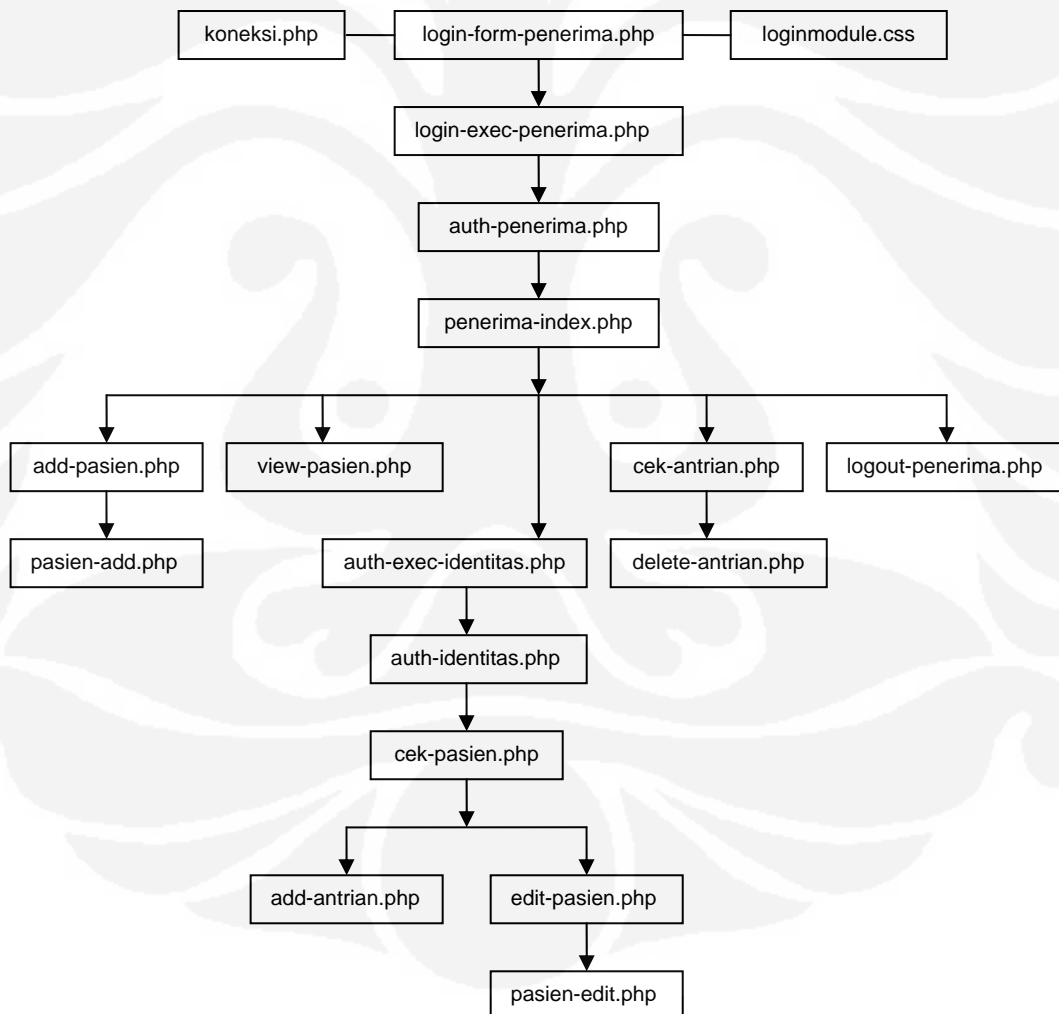 koneksi.php
login-form-penerima.php
loginmodule.css
login-exec-penerima.php
auth-penerima.php
penerima-index.php
add-pasien.php
view-pasien.php
cek-antrian.php
logout-penerima.php
pasien-add.php
auth-exec-identitas.php
delete-antrian.php
auth-identitas.php
cek-pasien.php
add-antrian.php
edit-pasien.php
pasien-edit.php